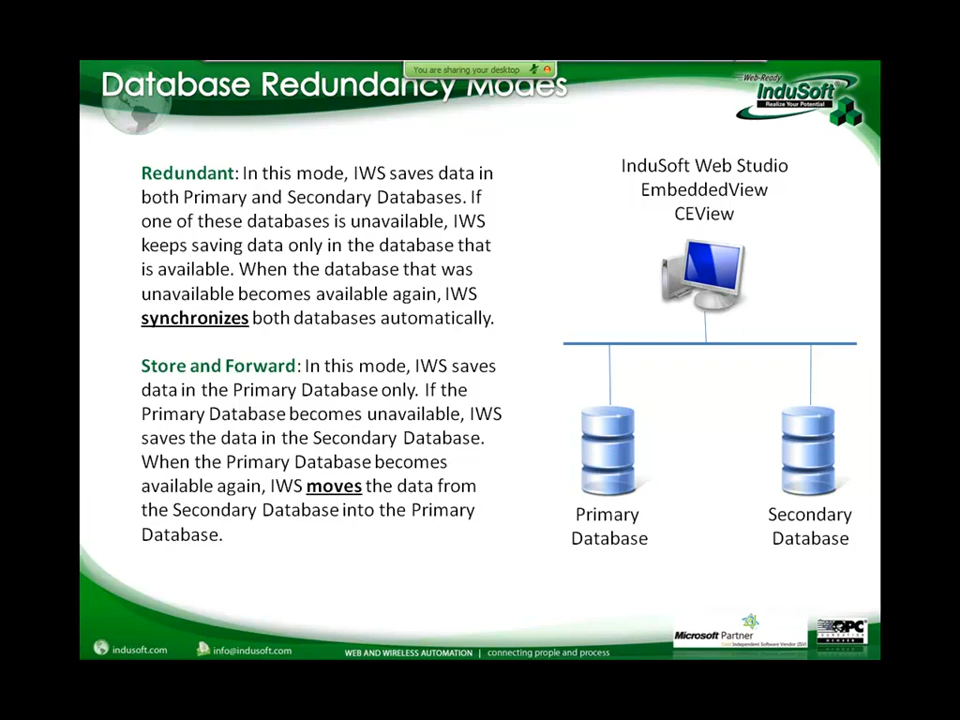 You are sharing your desktop
Database Redundancy Modes
Web-Ready
InduSoft
Realize Your Potential
Redundant: In this mode, IWS saves data in
both Primary and Secondary Databases. If
one of these databases is unavailable, IWS
keeps saving data only in the database that
is available. When the database that was
unavailable becomes available again, IWS
synchronizes both databases automatically.
Store and Forward: In this mode, IWS saves
data in the Primary Database only. If the
Primary Database becomes unavailable, IWS
saves the data in the Secondary Database.
When the Primary Database becomes
available again, IWS moves the data from
the Secondary Database into the Primary
Database.
InduSoft Web Studio
EmbeddedView
CEView
Primary
Database
Secondary
Database
indusoft.com
info@indusoft.com
WEB AND WIRELESS AUTOMATION | connecting people and process
Microsoft Partner
Independent Software Vendor (ISV)
OPC